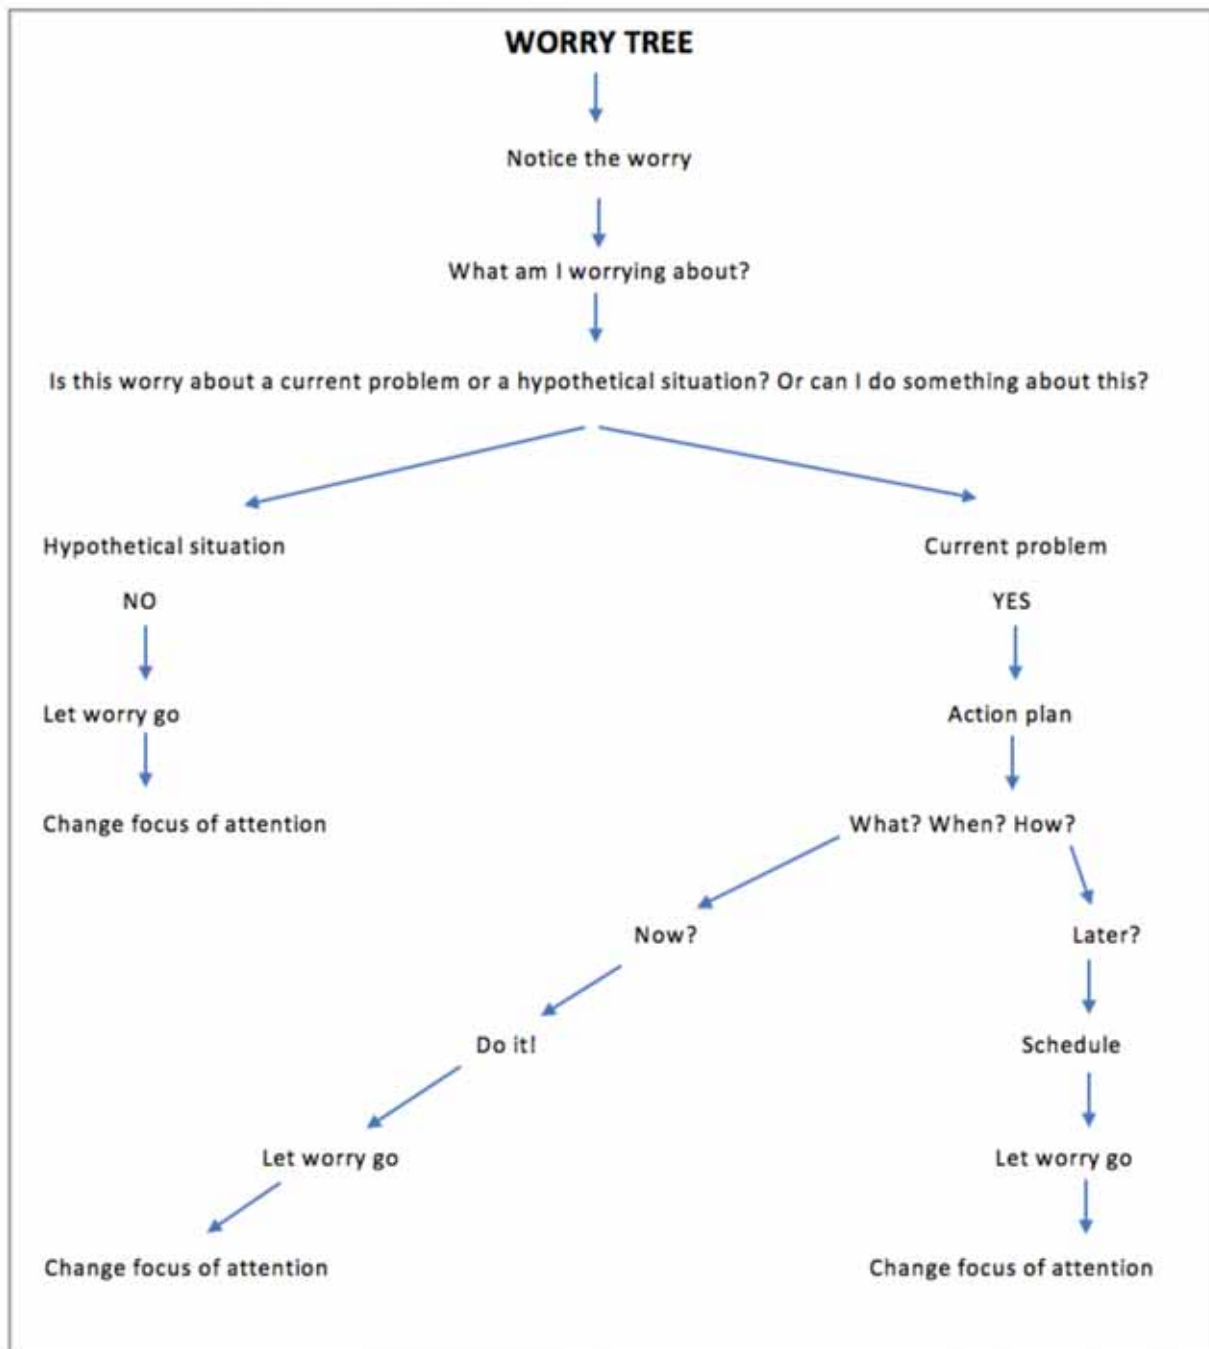 WORRY TREE
Notice the worry
What am I worrying about?
Is this worry about a current problem or a hypothetical situation? Or can I do something about this?
Hypothetical situation
Current problem
NO
YES
Let worry go
Action plan
Change focus of attention
What? When? How?
Now?
Later?
Do it!
Schedule
Let worry go
Let worry go
Change focus of attention
Change focus of attention